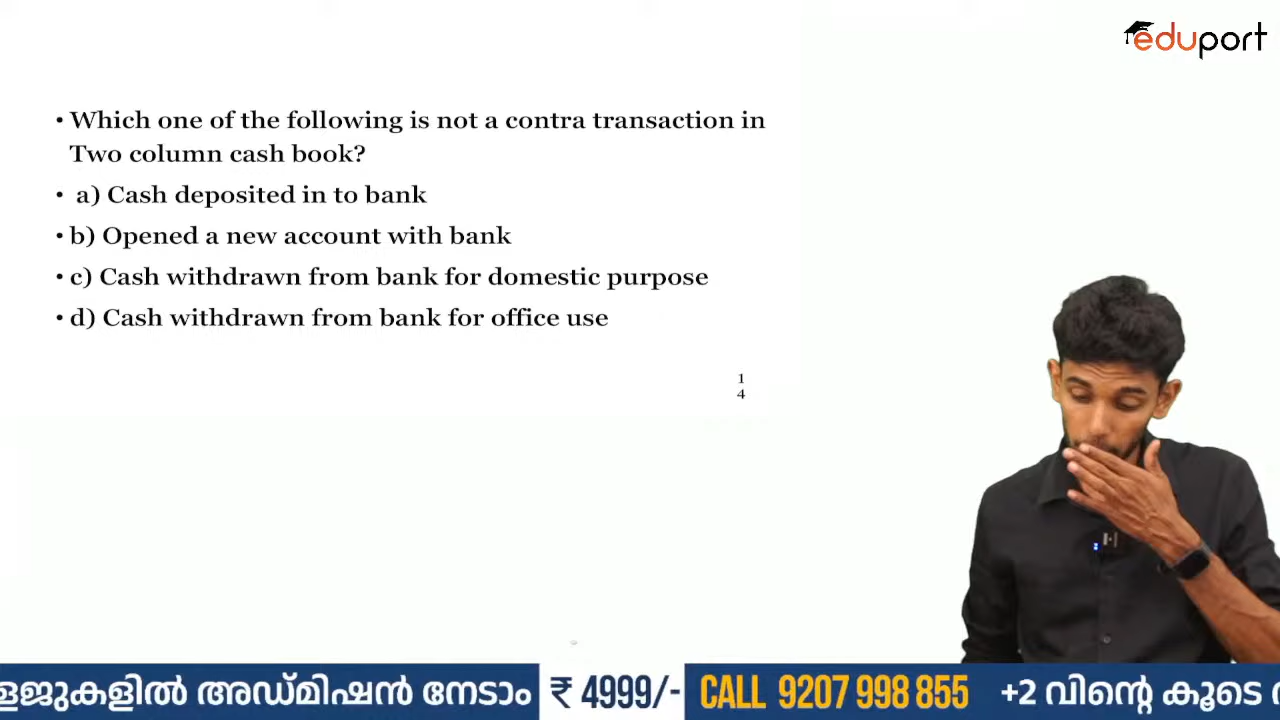 eduport
• Which one of the following is not a contra transaction in
Two column cash book?
• a) Cash deposited in to bank
• b) Opened a new account with bank
• c) Cash withdrawn from bank for domestic purpose
• d) Cash withdrawn from bank for office use
1
4
അഡ്മിഷൻ നേടാം ₹ 4999/- CALL 9207 998 855 +2 വിന്റെ കൂടെ